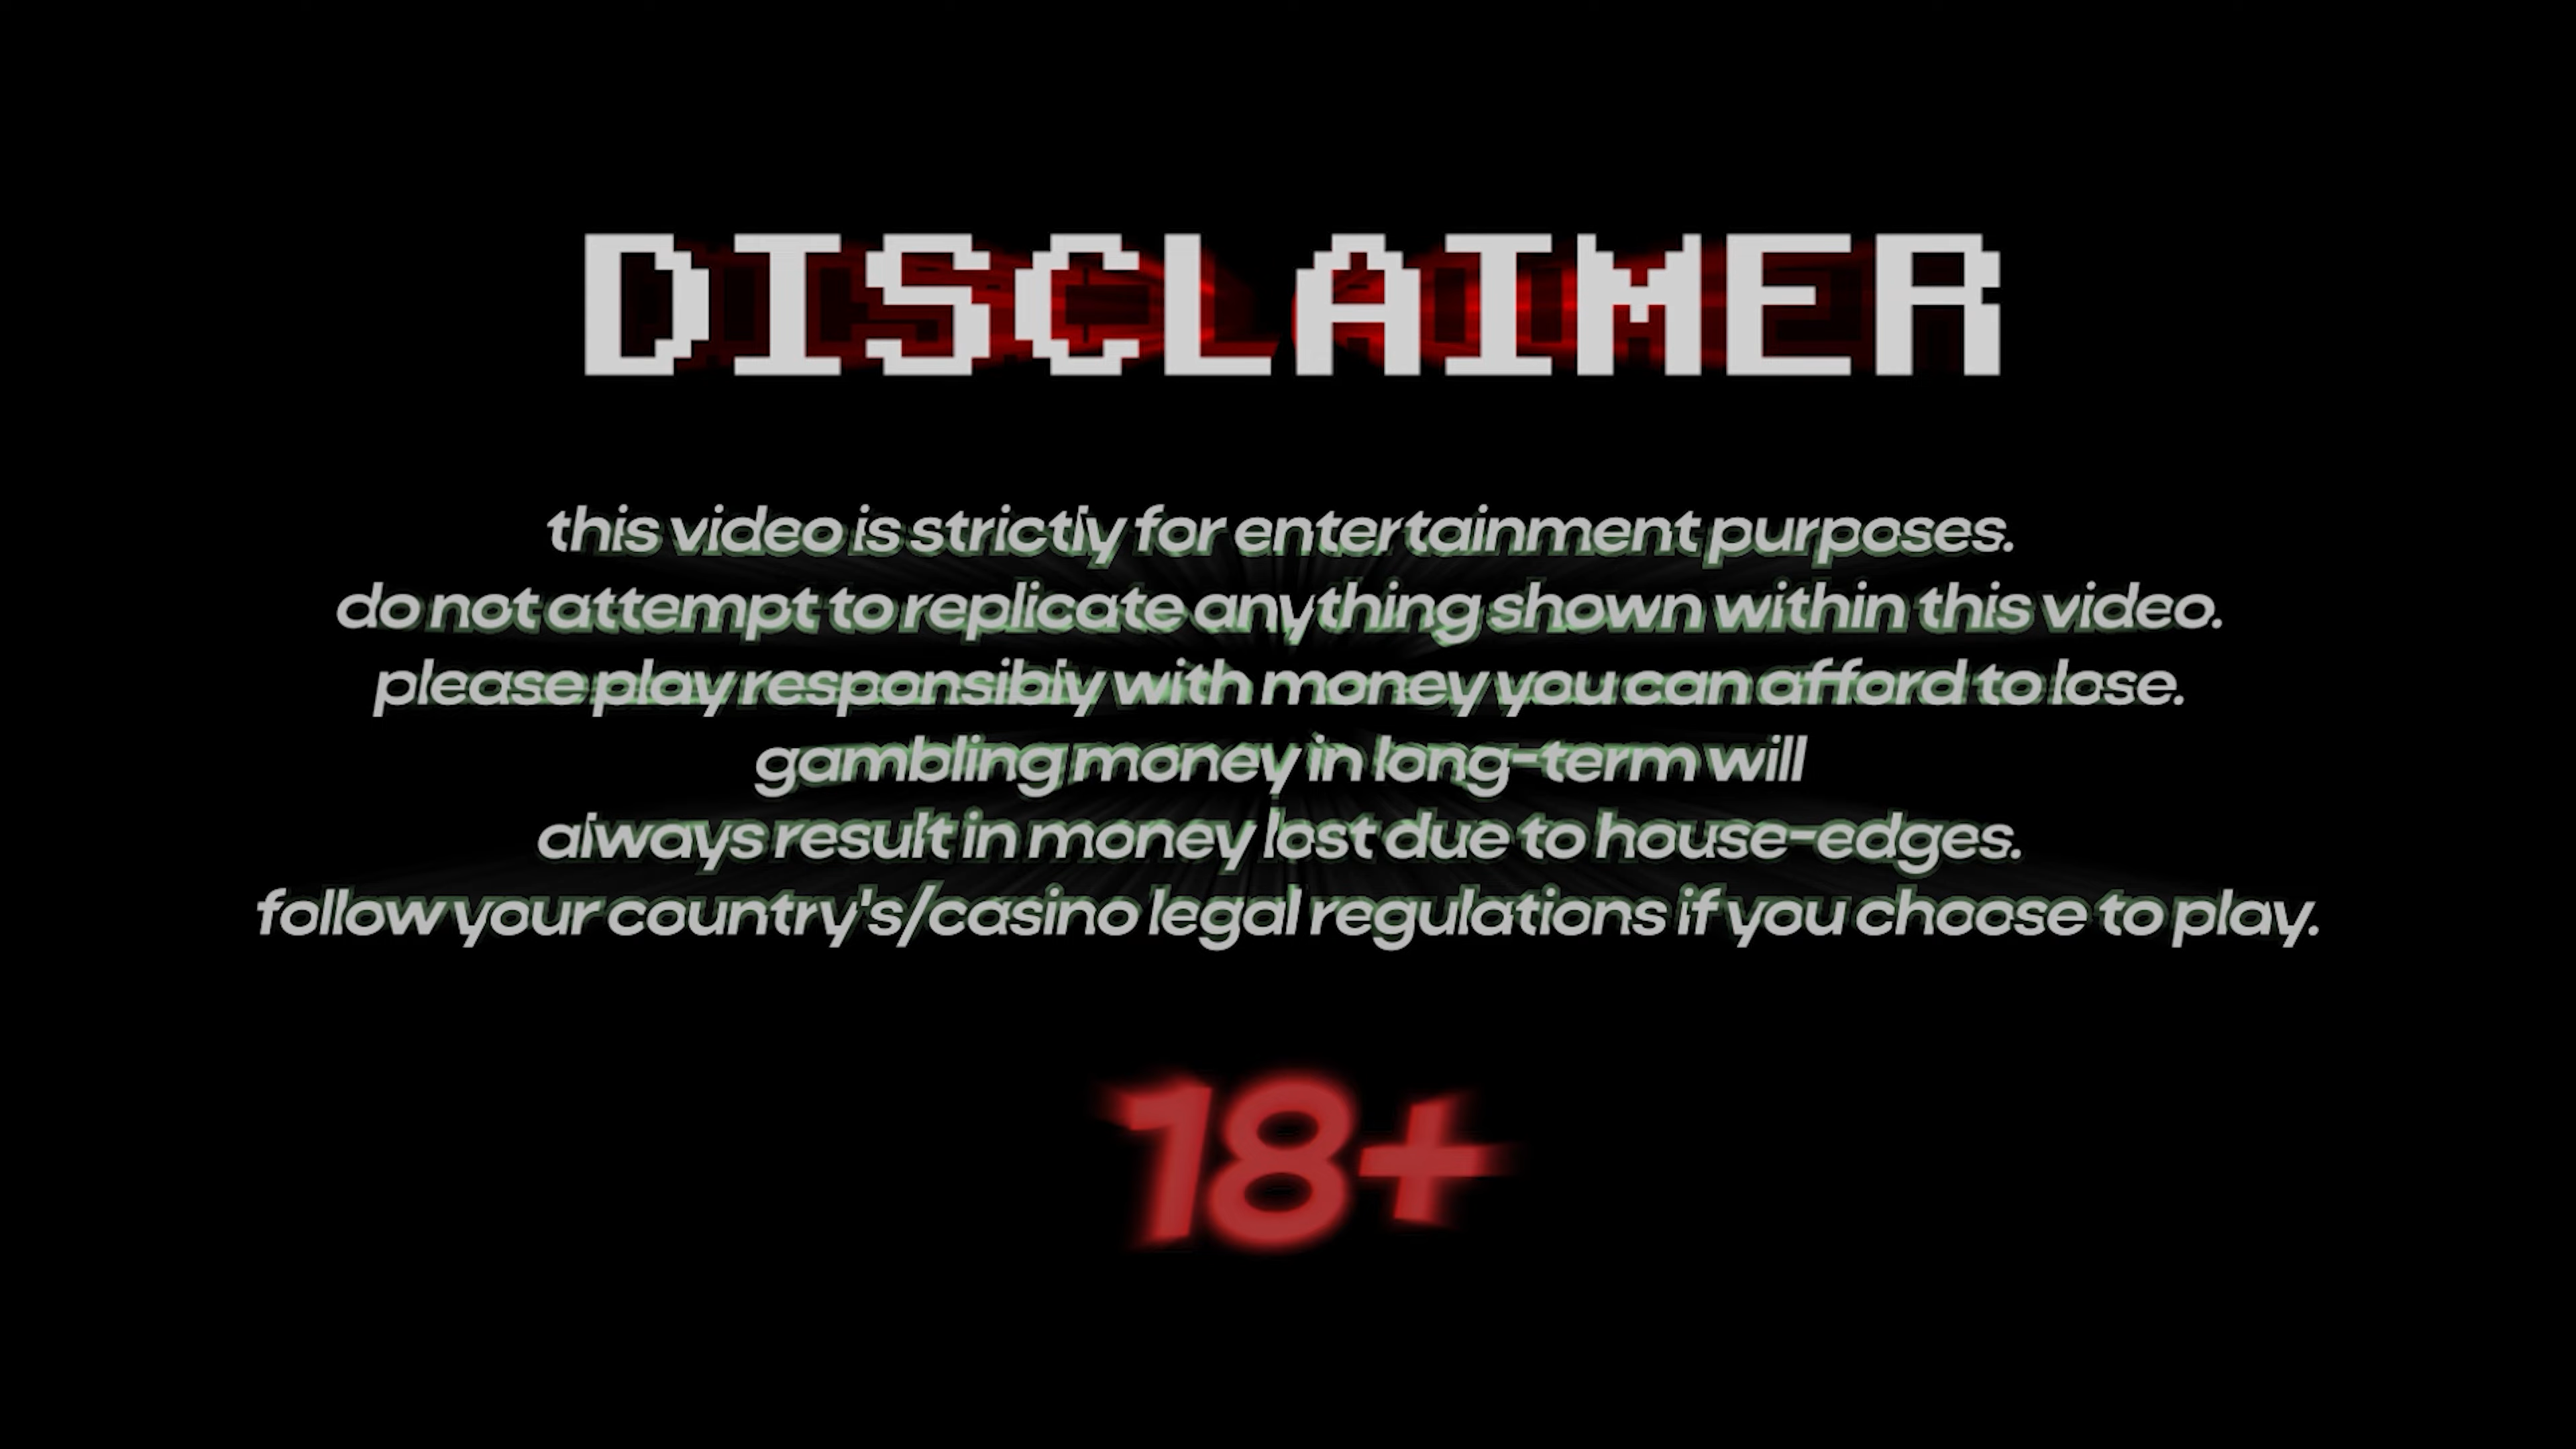 DISCLAIMER
this video is strictly for entertainment purposes.
do not attempt to replicate anything shown within this video.
please play responsibly with money you can afford to lose.
gambling money in long-term will
always result in money lost due to house-edges.
follow your country's/casino legal regulations if you choose to play.
18+